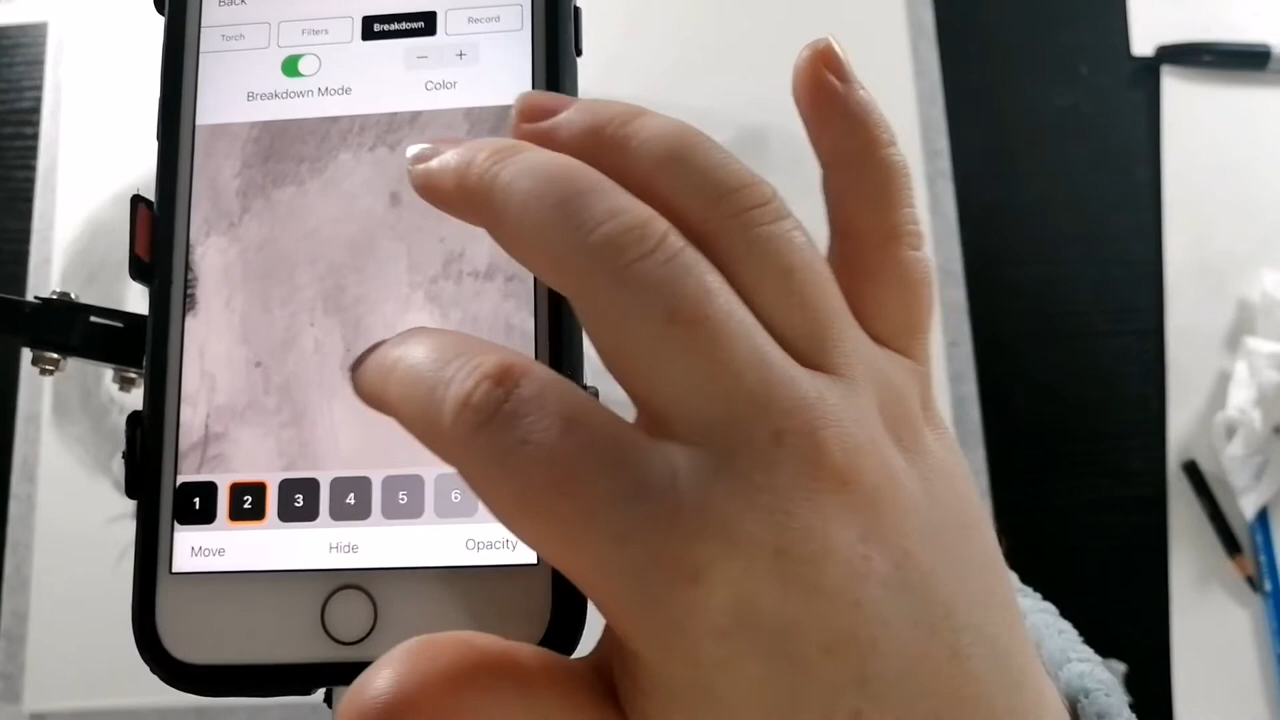 Back
Torch Filters Breakdown Record
− +
Breakdown Mode Color
1 2 3 4 5 6
Move Hide Opacity